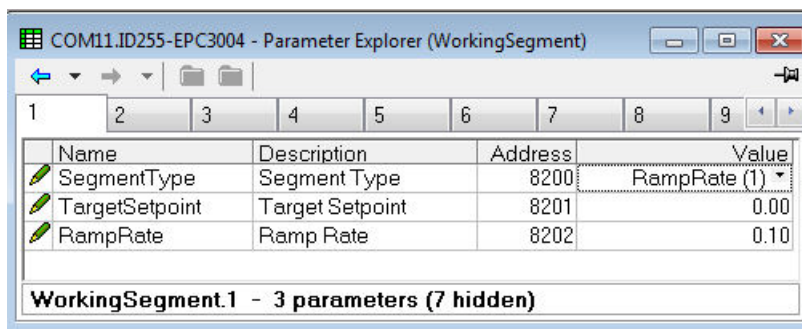 COM11.ID255-EPC3004 - Parameter Explorer (WorkingSegment)
1 2 3 4 5 6 7 8 9
Name Description Address Value
SegmentType Segment Type 8200 RampRate (1)
TargetSetpoint Target Setpoint 8201 0.00
RampRate Ramp Rate 8202 0.10
WorkingSegment.1 - 3 parameters (7 hidden)